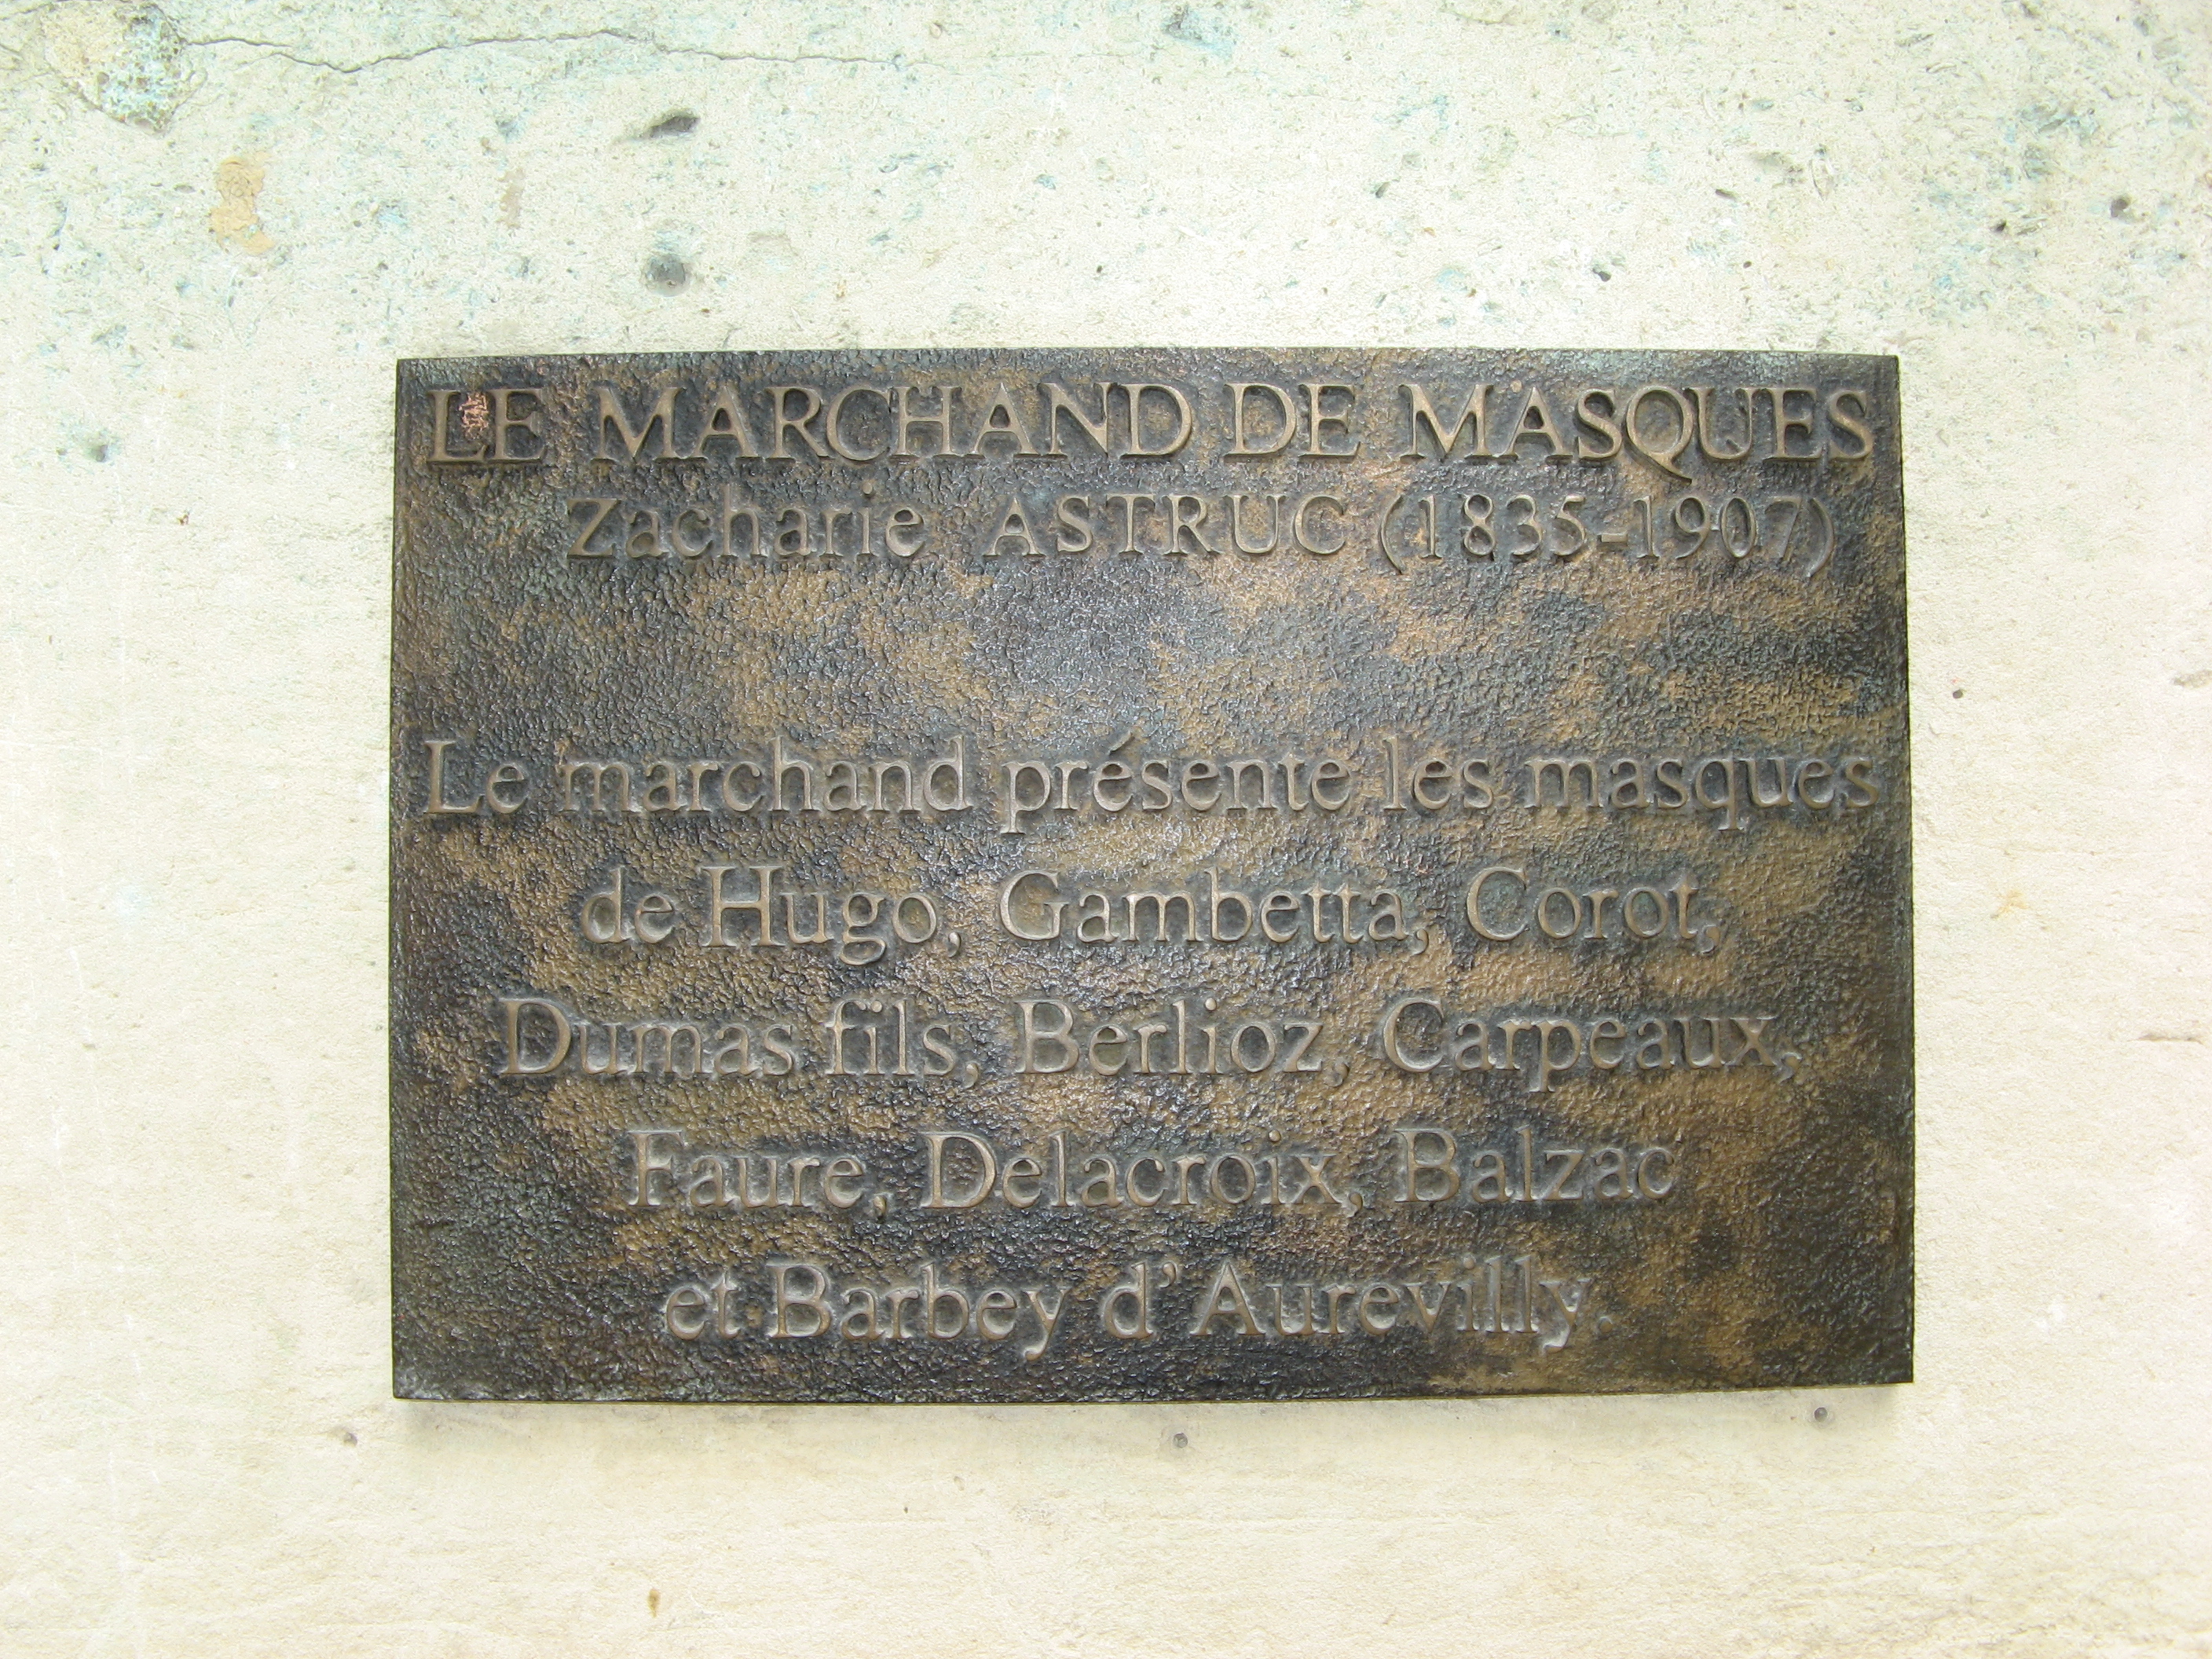 LE MARCHAND DE MASQUES
Zacharie ASTRUC (1835-1907)
Le marchand présente les masques
de Hugo, Gambetta, Corot,
Dumas fils, Berlioz, Carpeaux,
Faure, Delacroix, Balzac
et Barbey d'Aurevilly.